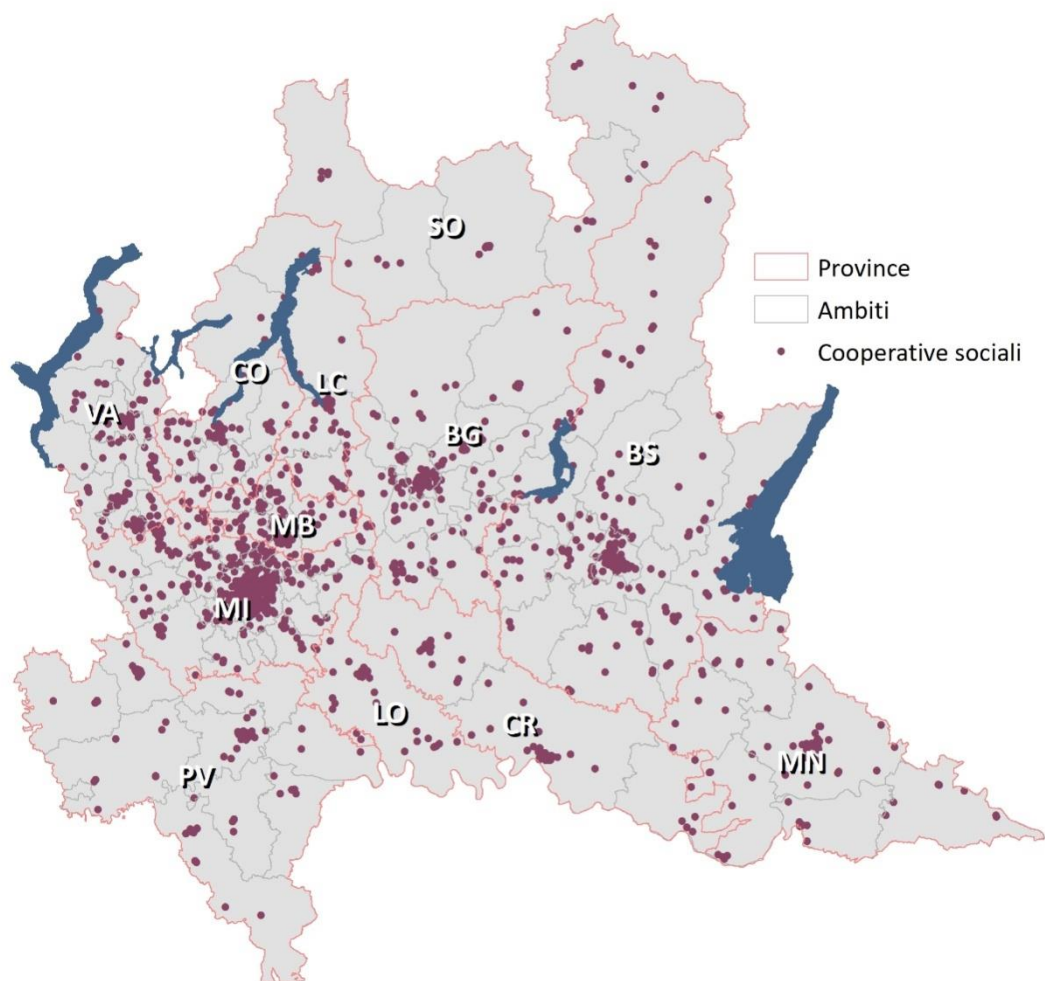 SO
Province
Ambiti
Cooperative sociali
CO
LC
VA
BG
BS
MB
MI
LO
CR
MN
PV